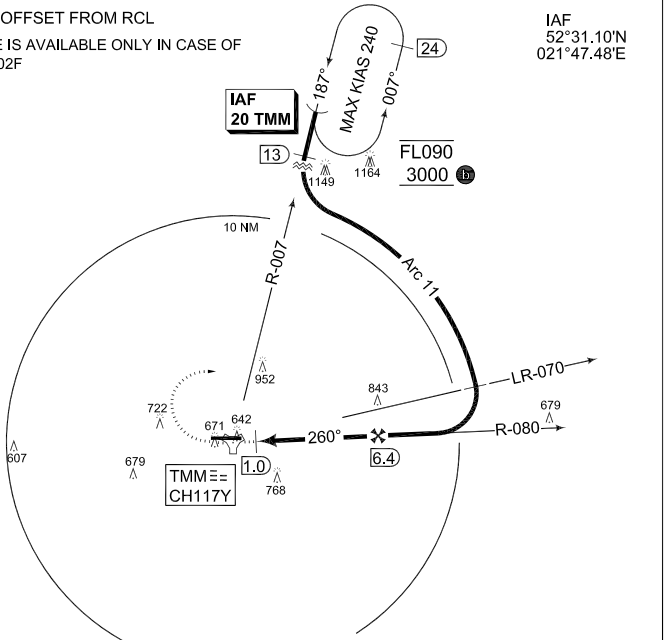 OFFSET FROM RCL
E IS AVAILABLE ONLY IN CASE OF
02F
IAF
52°31.10'N
021°47.48'E
24
187°
MAX KIAS 240
007°
IAF
20 TMM
13
1149
1164
FL090
3000 b
10 NM
R-007
Arc 11
952
LR-070
843
722
671
642
679
260°
R-080
6.4
607
679
1.0
TMM
CH117Y
768